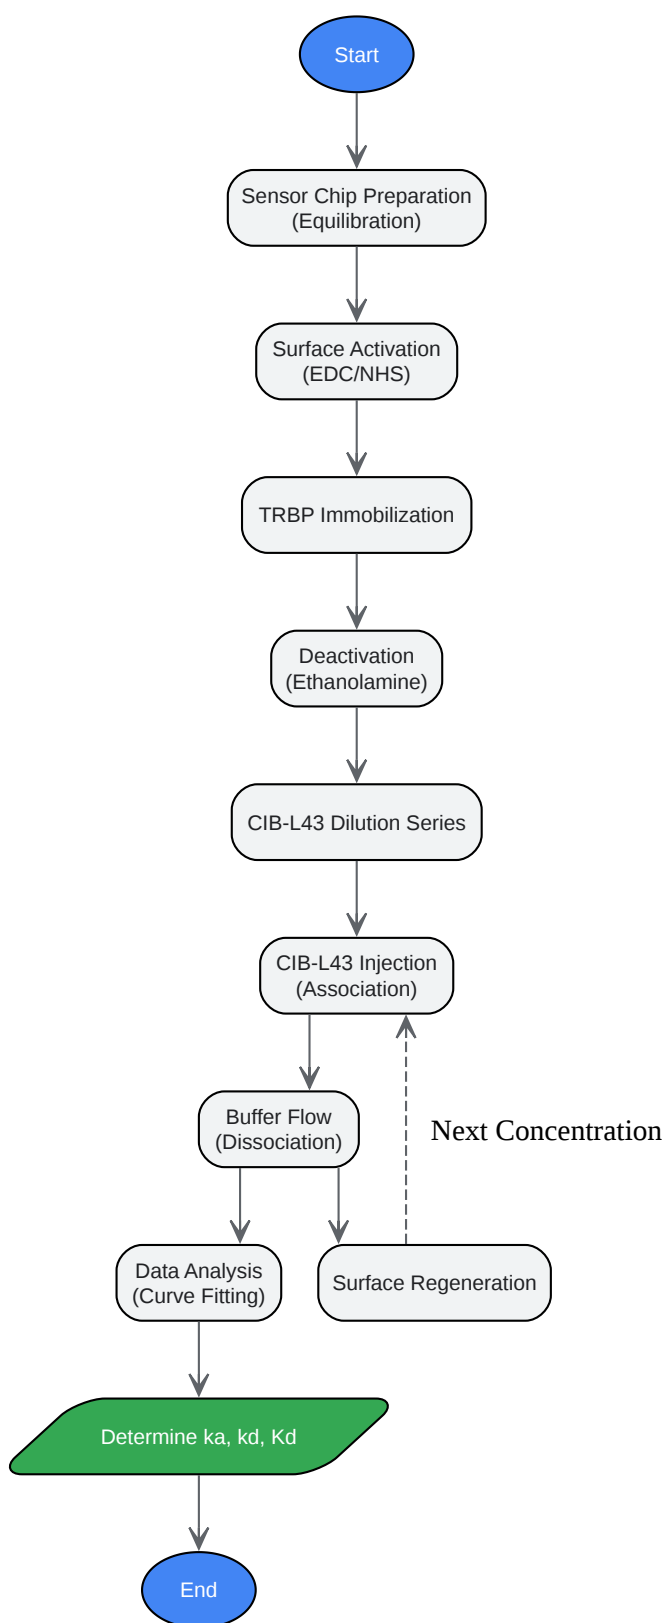 Start
Sensor Chip Preparation
(Equilibration)
Surface Activation
(EDC/NHS)
TRBP Immobilization
Deactivation
(Ethanolamine)
CIB-L43 Dilution Series
CIB-L43 Injection
(Association)
Buffer Flow
(Dissociation)
Next Concentration
Data Analysis
(Curve Fitting)
Surface Regeneration
Determine ka, kd, Kd
End